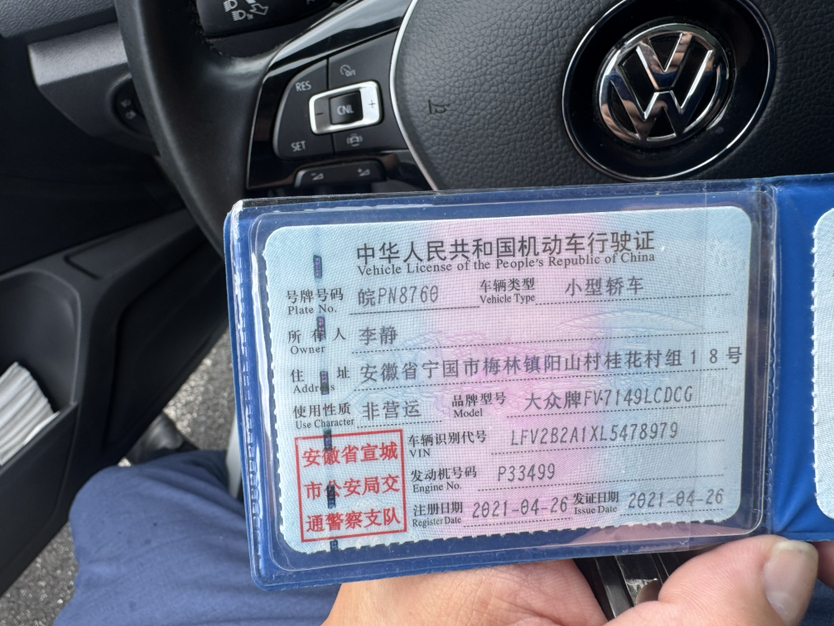 RES
CNL
SET
中华人民共和国机动车行驶证
Vehicle License of the People's Republic of China
号牌号码 皖PN8760 车辆类型 小型轿车
Plate No. Vehicle Type
所有人 李静
Owner
住址 安徽省宁国市梅林镇阳山村桂花村组18号
Address
使用性质 非营运 品牌型号 大众牌FV7149LCDCG
Use Character Model
车辆识别代号 LFV2B2A1XL5478979
VIN
发动机号码 P33499
Engine No.
注册日期 2021-04-26 发证日期 2021-04-26
Register Date Issue Date
安徽省宣城
市公安局交
通警察支队